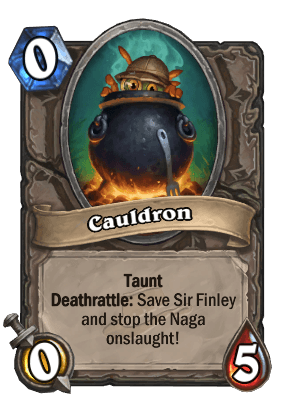 0
Cauldron
Taunt
Deathrattle: Save Sir Finley
and stop the Naga
onslaught!
0
5